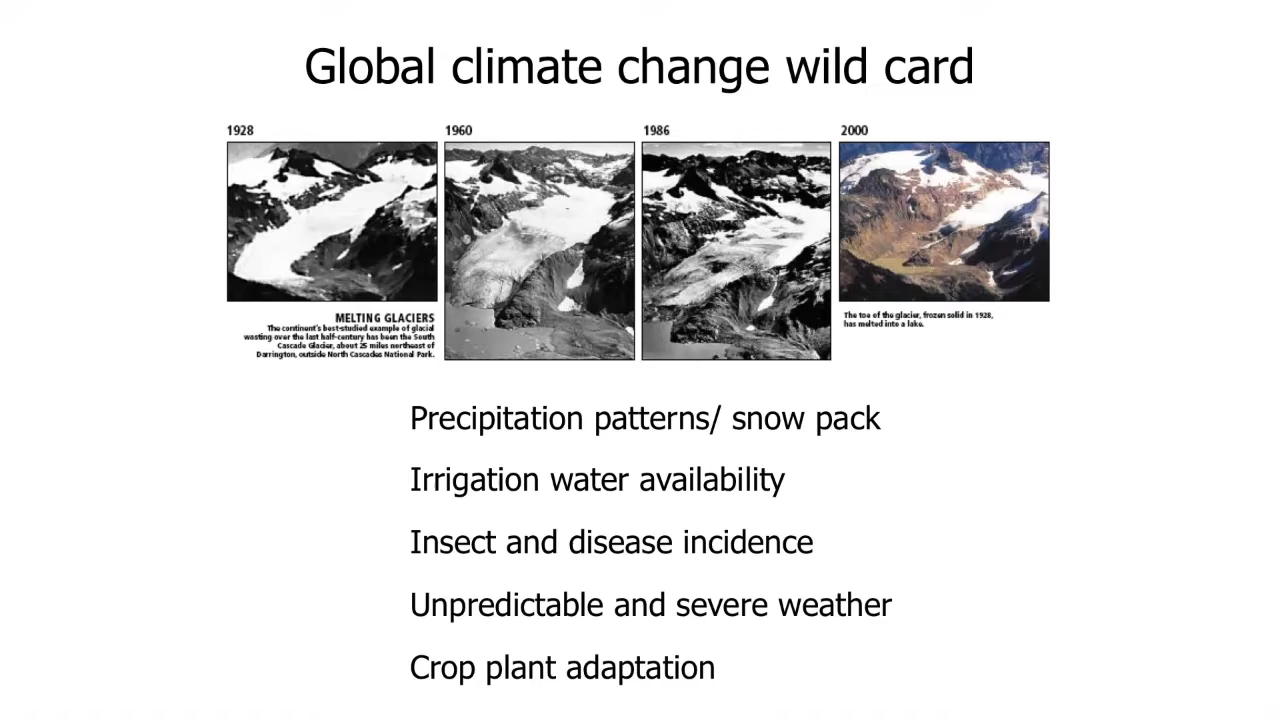 Global climate change wild card
1928
1960
1986
2000
MELTING GLACIERS
The continent's best-studied example of glacial
wasting over the last half-century has been the South
Cascade Glacier, about 25 miles northeast of
Darrington, outside North Cascades National Park.
The toe of the glacier, frozen solid in 1928,
has melted into a lake.
Precipitation patterns/ snow pack
Irrigation water availability
Insect and disease incidence
Unpredictable and severe weather
Crop plant adaptation